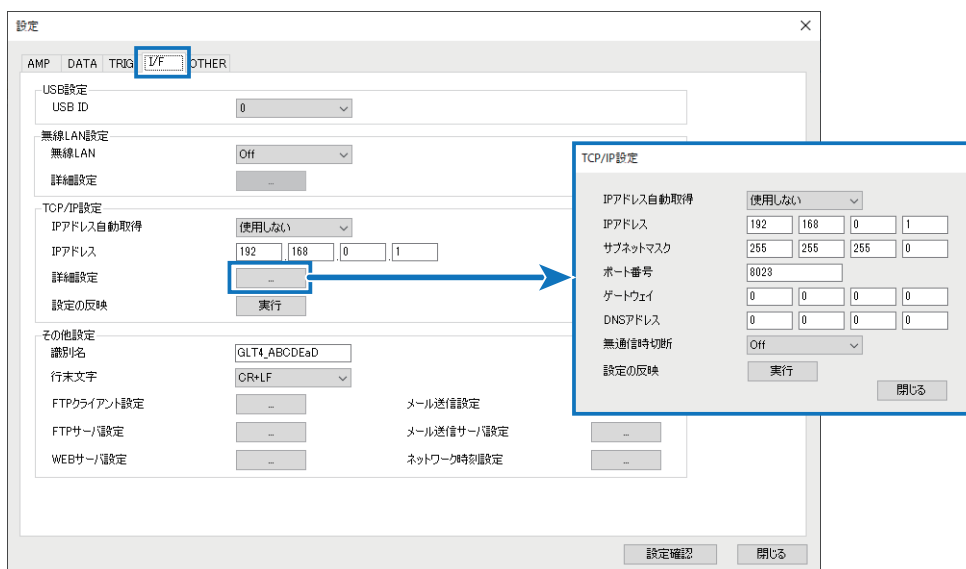 設定
AMP DATA TRIG I/F OTHER
USB設定
USB ID 0
無線LAN設定
無線LAN Off
詳細設定 ...
TCP/IP設定
IPアドレス自動取得 使用しない
IPアドレス 192 . 168 . 0 . 1
詳細設定 ...
設定の反映 実行
その他設定
識別名 GLT4_ABCDEaD
行末文字 CR+LF
FTPクライアント設定 ... メール送信設定
FTPサーバ設定 ... メール送信サーバ設定 ...
WEBサーバ設定 ... ネットワーク時刻設定 ...
設定確認 閉じる
TCP/IP設定
IPアドレス自動取得 使用しない
IPアドレス 192 168 0 1
サブネットマスク 255 255 255 0
ポート番号 8023
ゲートウェイ 0 0 0 0
DNSアドレス 0 0 0 0
無通信時切断 Off
設定の反映 実行
閉じる